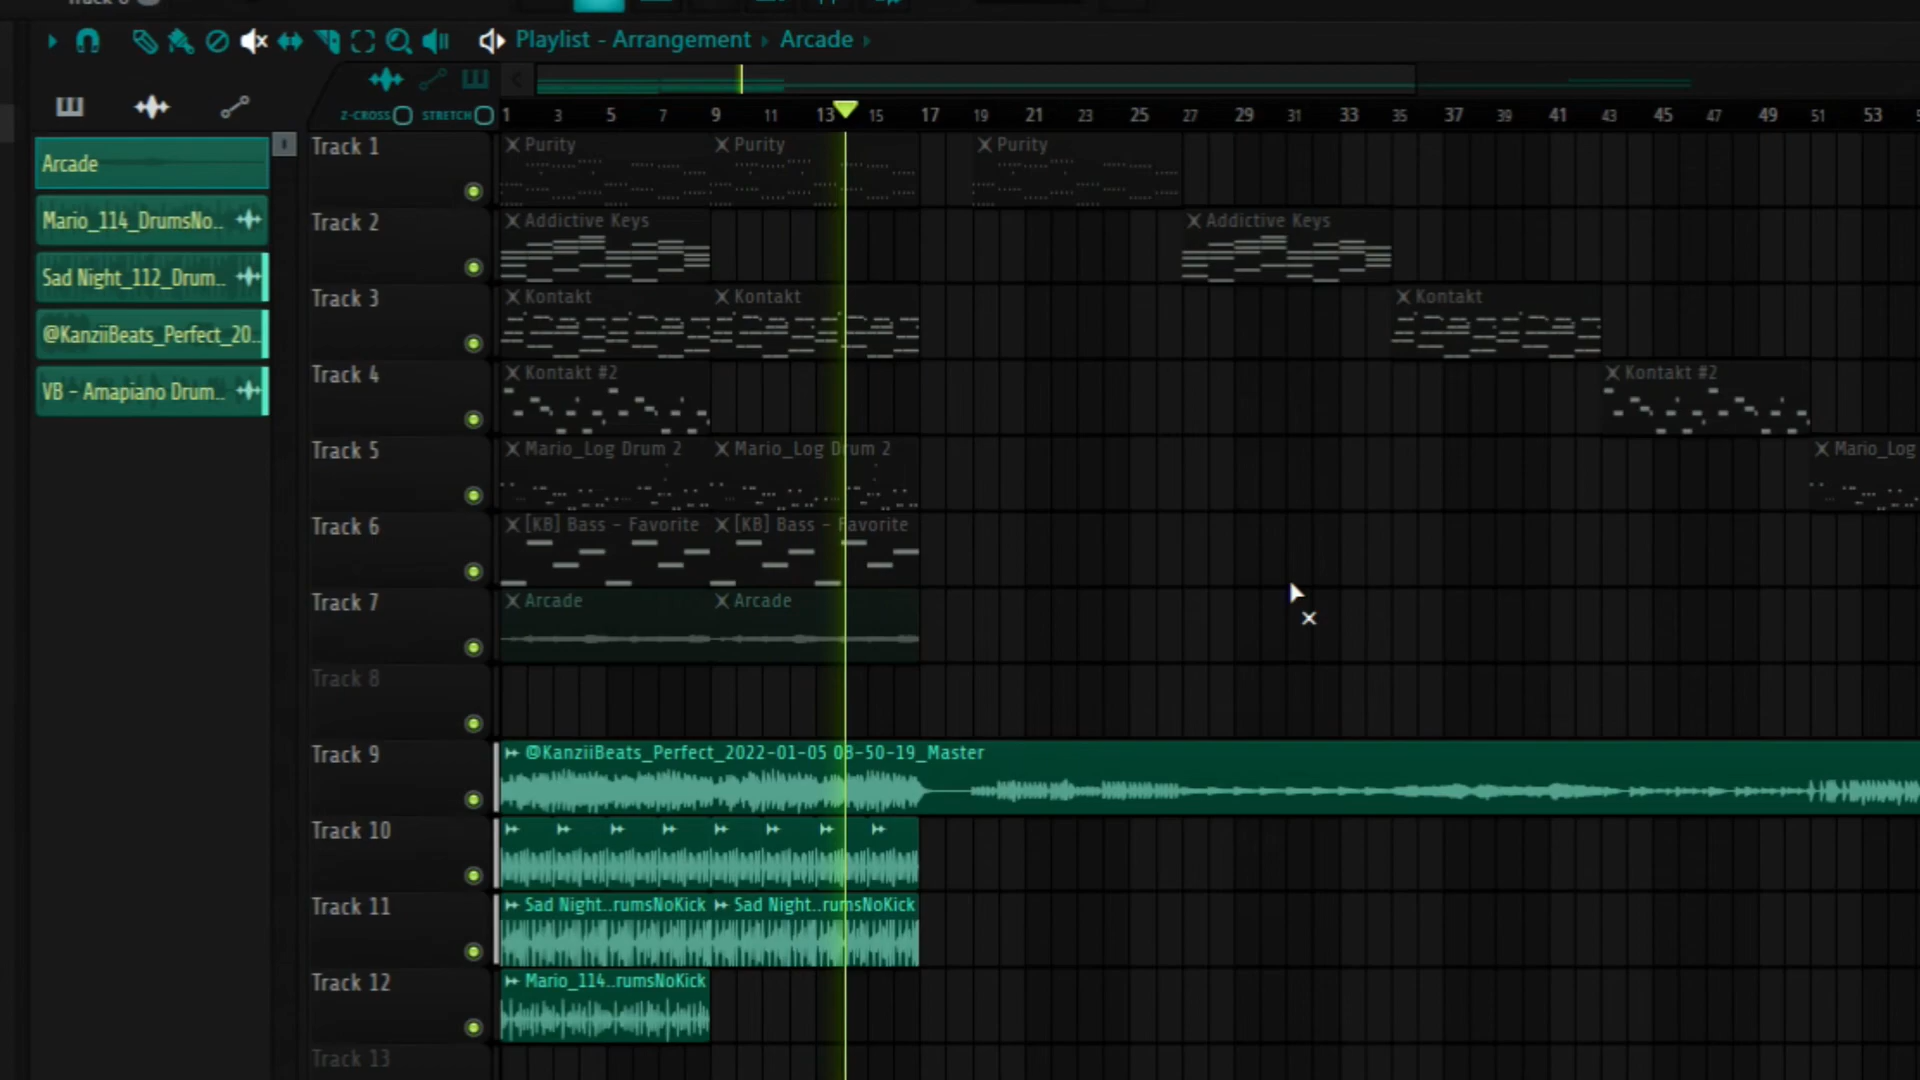 Playlist - Arrangement › Arcade ›
Z-CROSS STRETCH
1 3 5 7 9 11 13 15 17 19 21 23 25 27 29 31 33 35 37 39 41 43 45 47 49 51 53
Arcade
Mario_114_DrumsNo..
Sad Night_112_Drum..
@KanziiBeats_Perfect_20..
VB - Amapiano Drum..
Track 1
Purity Purity Purity
Track 2
Addictive Keys Addictive Keys
Track 3
Kontakt Kontakt Kontakt
Track 4
Kontakt #2 Kontakt #2
Track 5
Mario_Log Drum 2 Mario_Log Drum 2 Mario_Log
Track 6
[KB] Bass - Favorite [KB] Bass - Favorite
Track 7
Arcade Arcade
Track 8
Track 9
@KanziiBeats_Perfect_2022-01-05 08-50-19_Master
Track 10
Track 11
Sad Night..rumsNoKick Sad Night..rumsNoKick
Track 12
Mario_114..rumsNoKick
Track 13